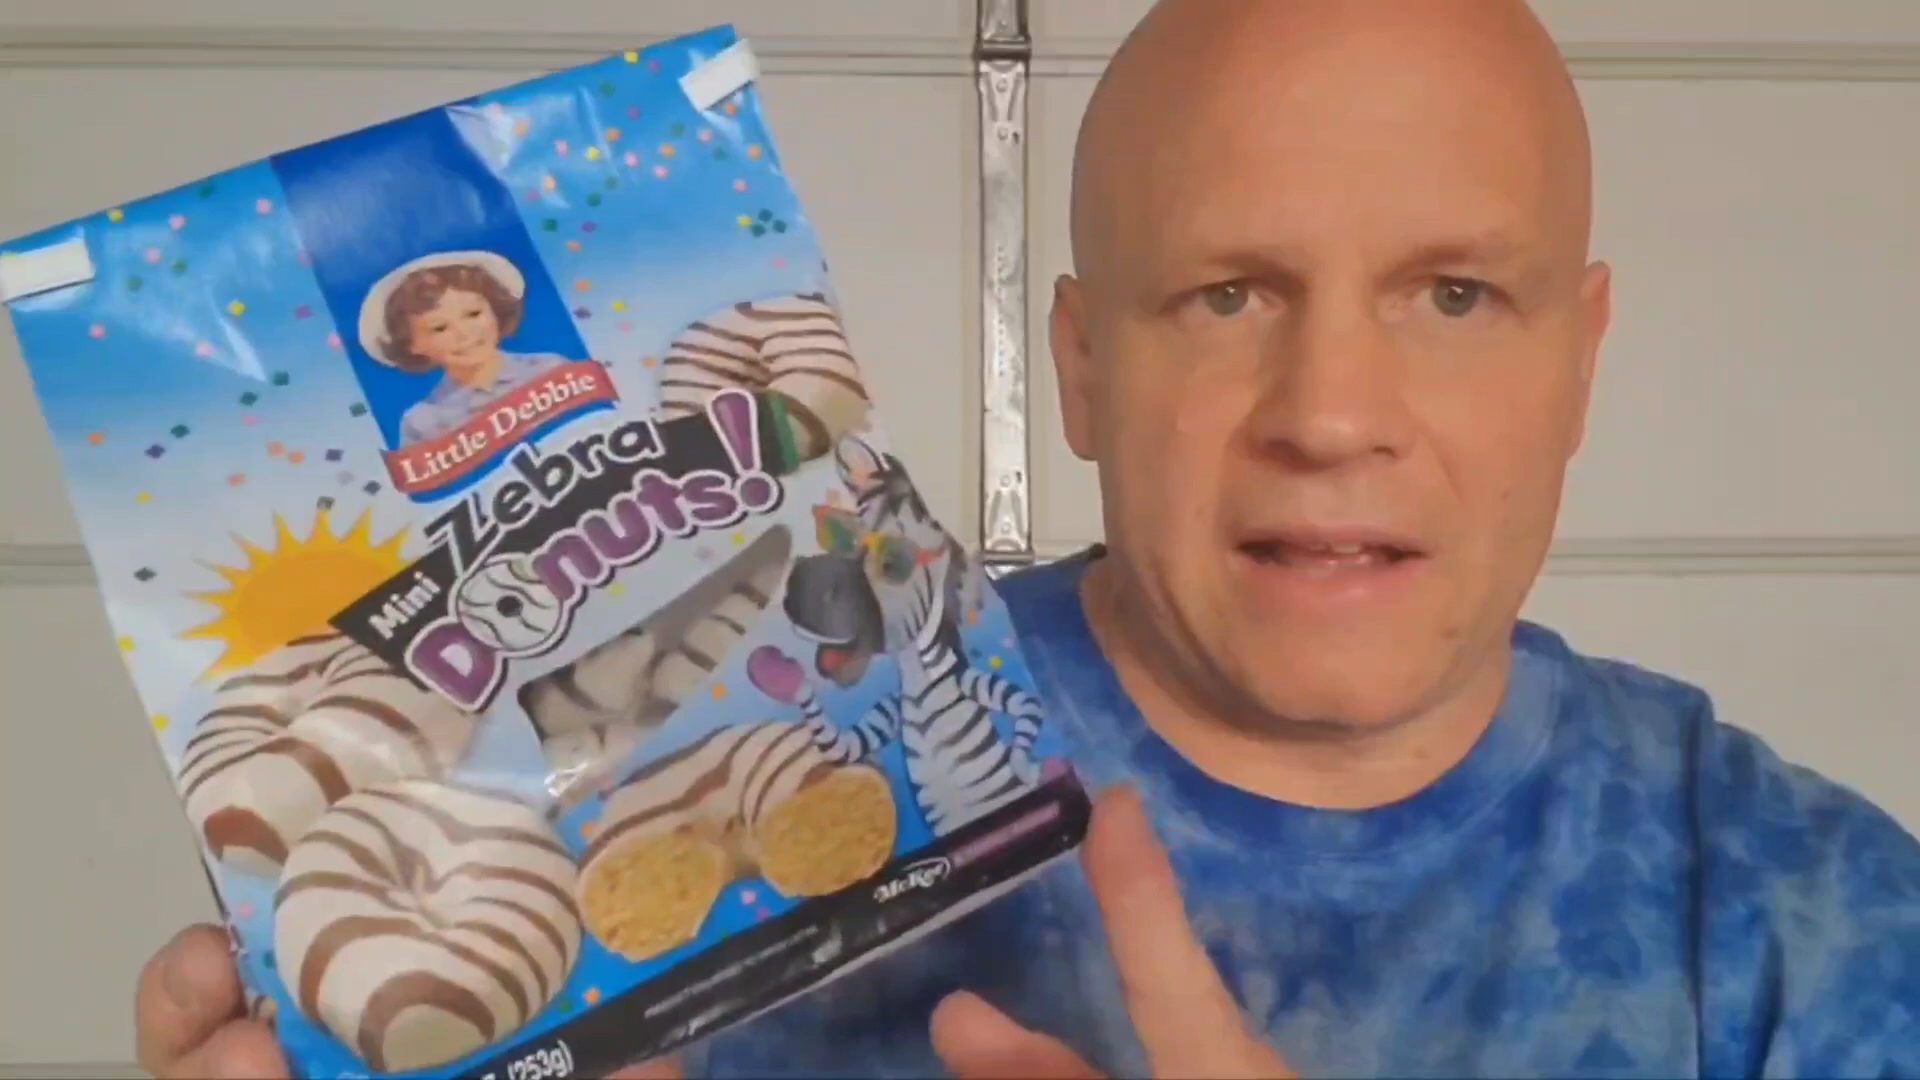 Little Debbie
Mini Zebra
Donuts!
McKee
(253g)